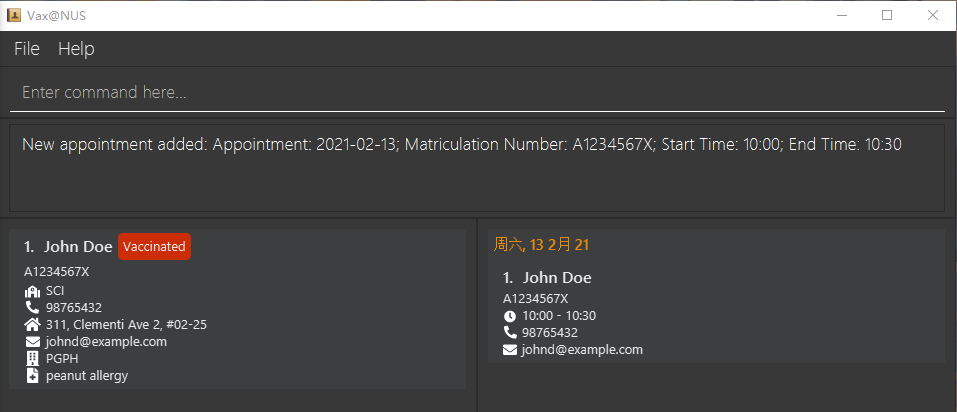 Vax@NUS
File Help
Enter command here...
New appointment added: Appointment: 2021-02-13; Matriculation Number: A1234567X; Start Time: 10:00; End Time: 10:30
1. John Doe Vaccinated
A1234567X
SCI
98765432
311, Clementi Ave 2, #02-25
johnd@example.com
PGPH
peanut allergy
周六, 13 2月 21
1. John Doe
A1234567X
10:00 - 10:30
98765432
johnd@example.com